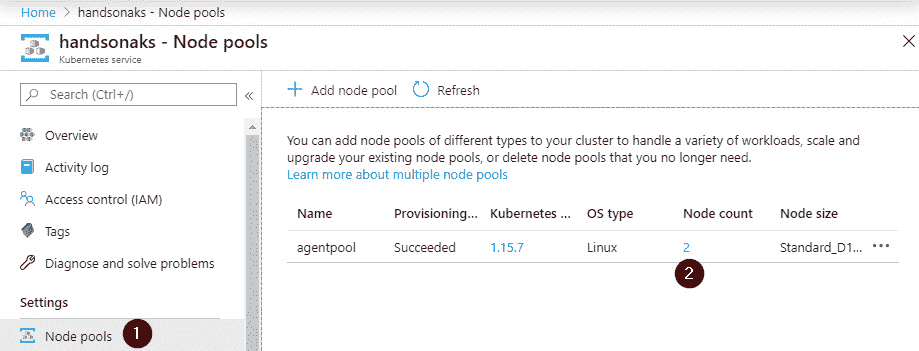 Home > handsonaks - Node pools
handsonaks - Node pools
Kubernetes service
Search (Ctrl+/)
«
Overview
Activity log
Access control (IAM)
Tags
Diagnose and solve problems
Settings
Node pools 1
Add node pool Refresh
You can add node pools of different types to your cluster to handle a variety of workloads, scale and
upgrade your existing node pools, or delete node pools that you no longer need.
Learn more about multiple node pools
Name Provisioning... Kubernetes ... OS type Node count Node size
agentpool Succeeded 1.15.7 Linux 2 Standard_D1... ...
2